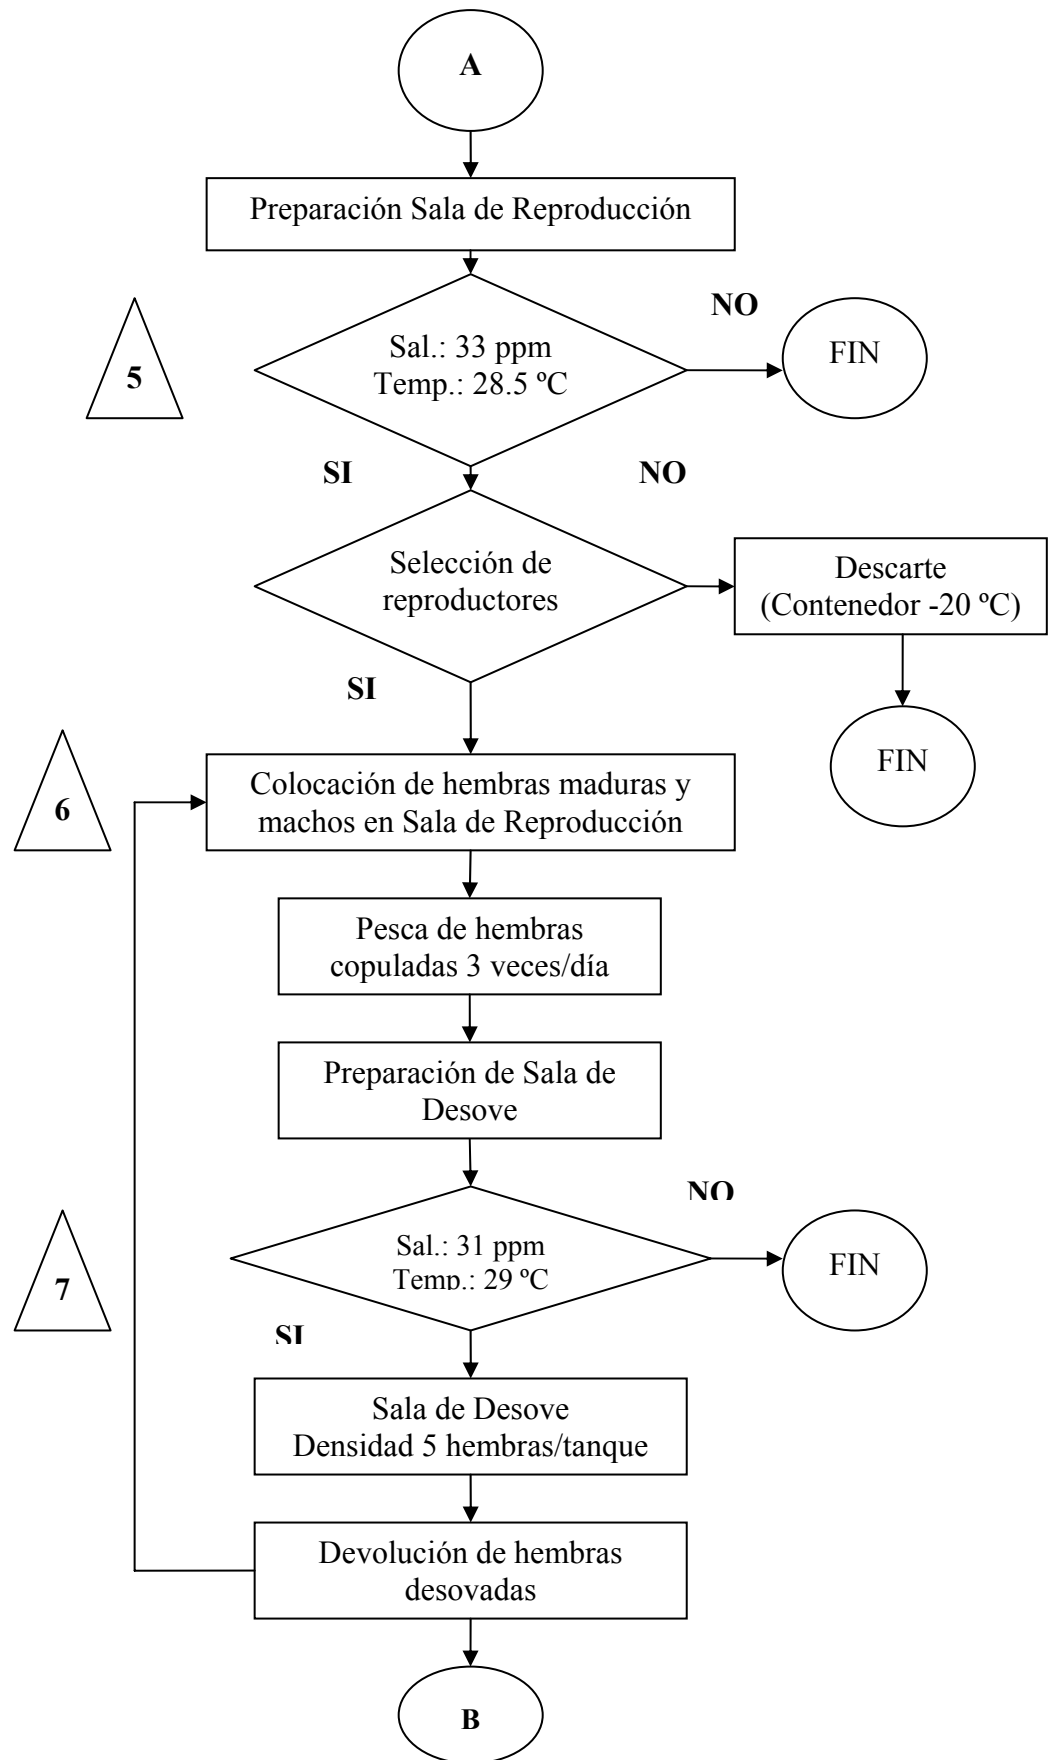 A
Preparación Sala de Reproducción
NO
Sal.: 33 ppm
Temp.: 28.5 ºC
FIN
5
SI
NO
Selección de
reproductores
Descarte
(Contenedor -20 ºC)
SI
FIN
6
Colocación de hembras maduras y
machos en Sala de Reproducción
Pesca de hembras
copuladas 3 veces/día
Preparación de Sala de
Desove
NO
Sal.: 31 ppm
Temp.: 29 ºC
FIN
7
SI
Sala de Desove
Densidad 5 hembras/tanque
Devolución de hembras
desovadas
B